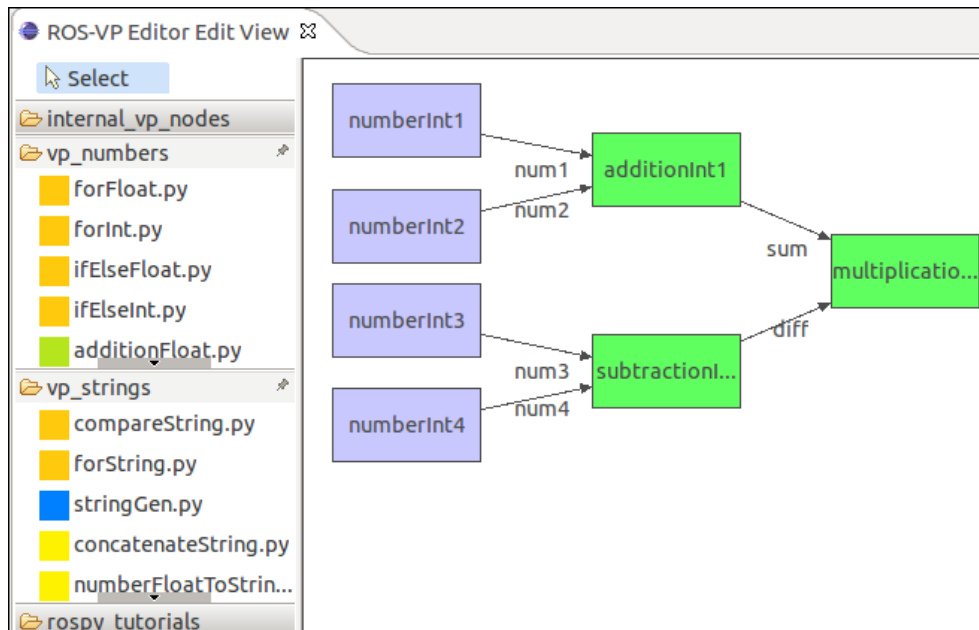 ROS-VP Editor Edit View
Select
internal_vp_nodes
vp_numbers
forFloat.py
forInt.py
ifElseFloat.py
ifElseInt.py
additionFloat.py
vp_strings
compareString.py
forString.py
stringGen.py
concatenateString.py
numberFloatToStrin...
rospy_tutorials
numberInt1
num1
additionInt1
numberInt2
num2
sum
multiplicatio...
numberInt3
diff
num3
subtractionI...
numberInt4
num4